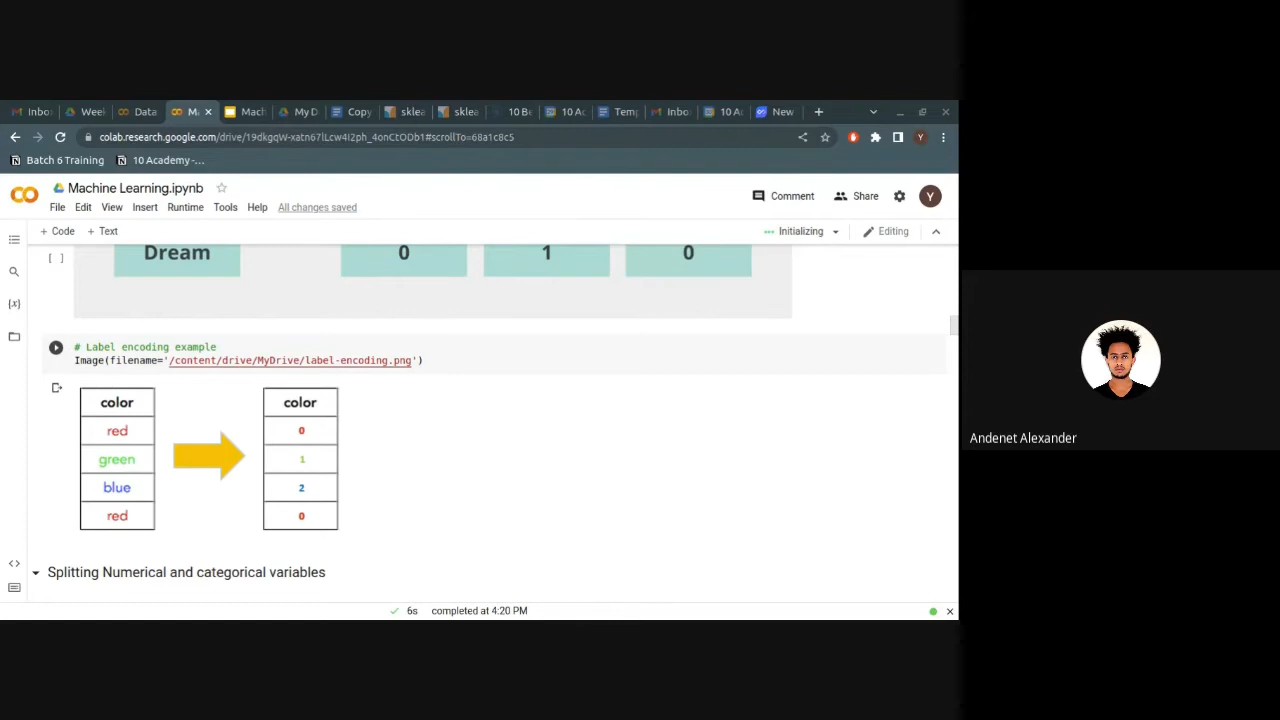 Inbo
Week
Data
Ma
Mach
My D
Copy
sklea
sklea
10 Be
10 Ac
Temp
Inbo
10 Ac
New
colab.research.google.com/drive/19dkgqW-xatn67lLcw4I2ph_4onCtODb1#scrollTo=68a1c8c5
Y
Batch 6 Training
10 Academy -...
Machine Learning.ipynb
Comment
Share
Y
File Edit View Insert Runtime Tools Help All changes saved
+ Code + Text
Initializing
Editing
[ ]
Dream 0 1 0
# Label encoding example
Image(filename='/content/drive/MyDrive/label-encoding.png')
color color
red 0
green 1
blue 2
red 0
Splitting Numerical and categorical variables
6s completed at 4:20 PM
Andenet Alexander